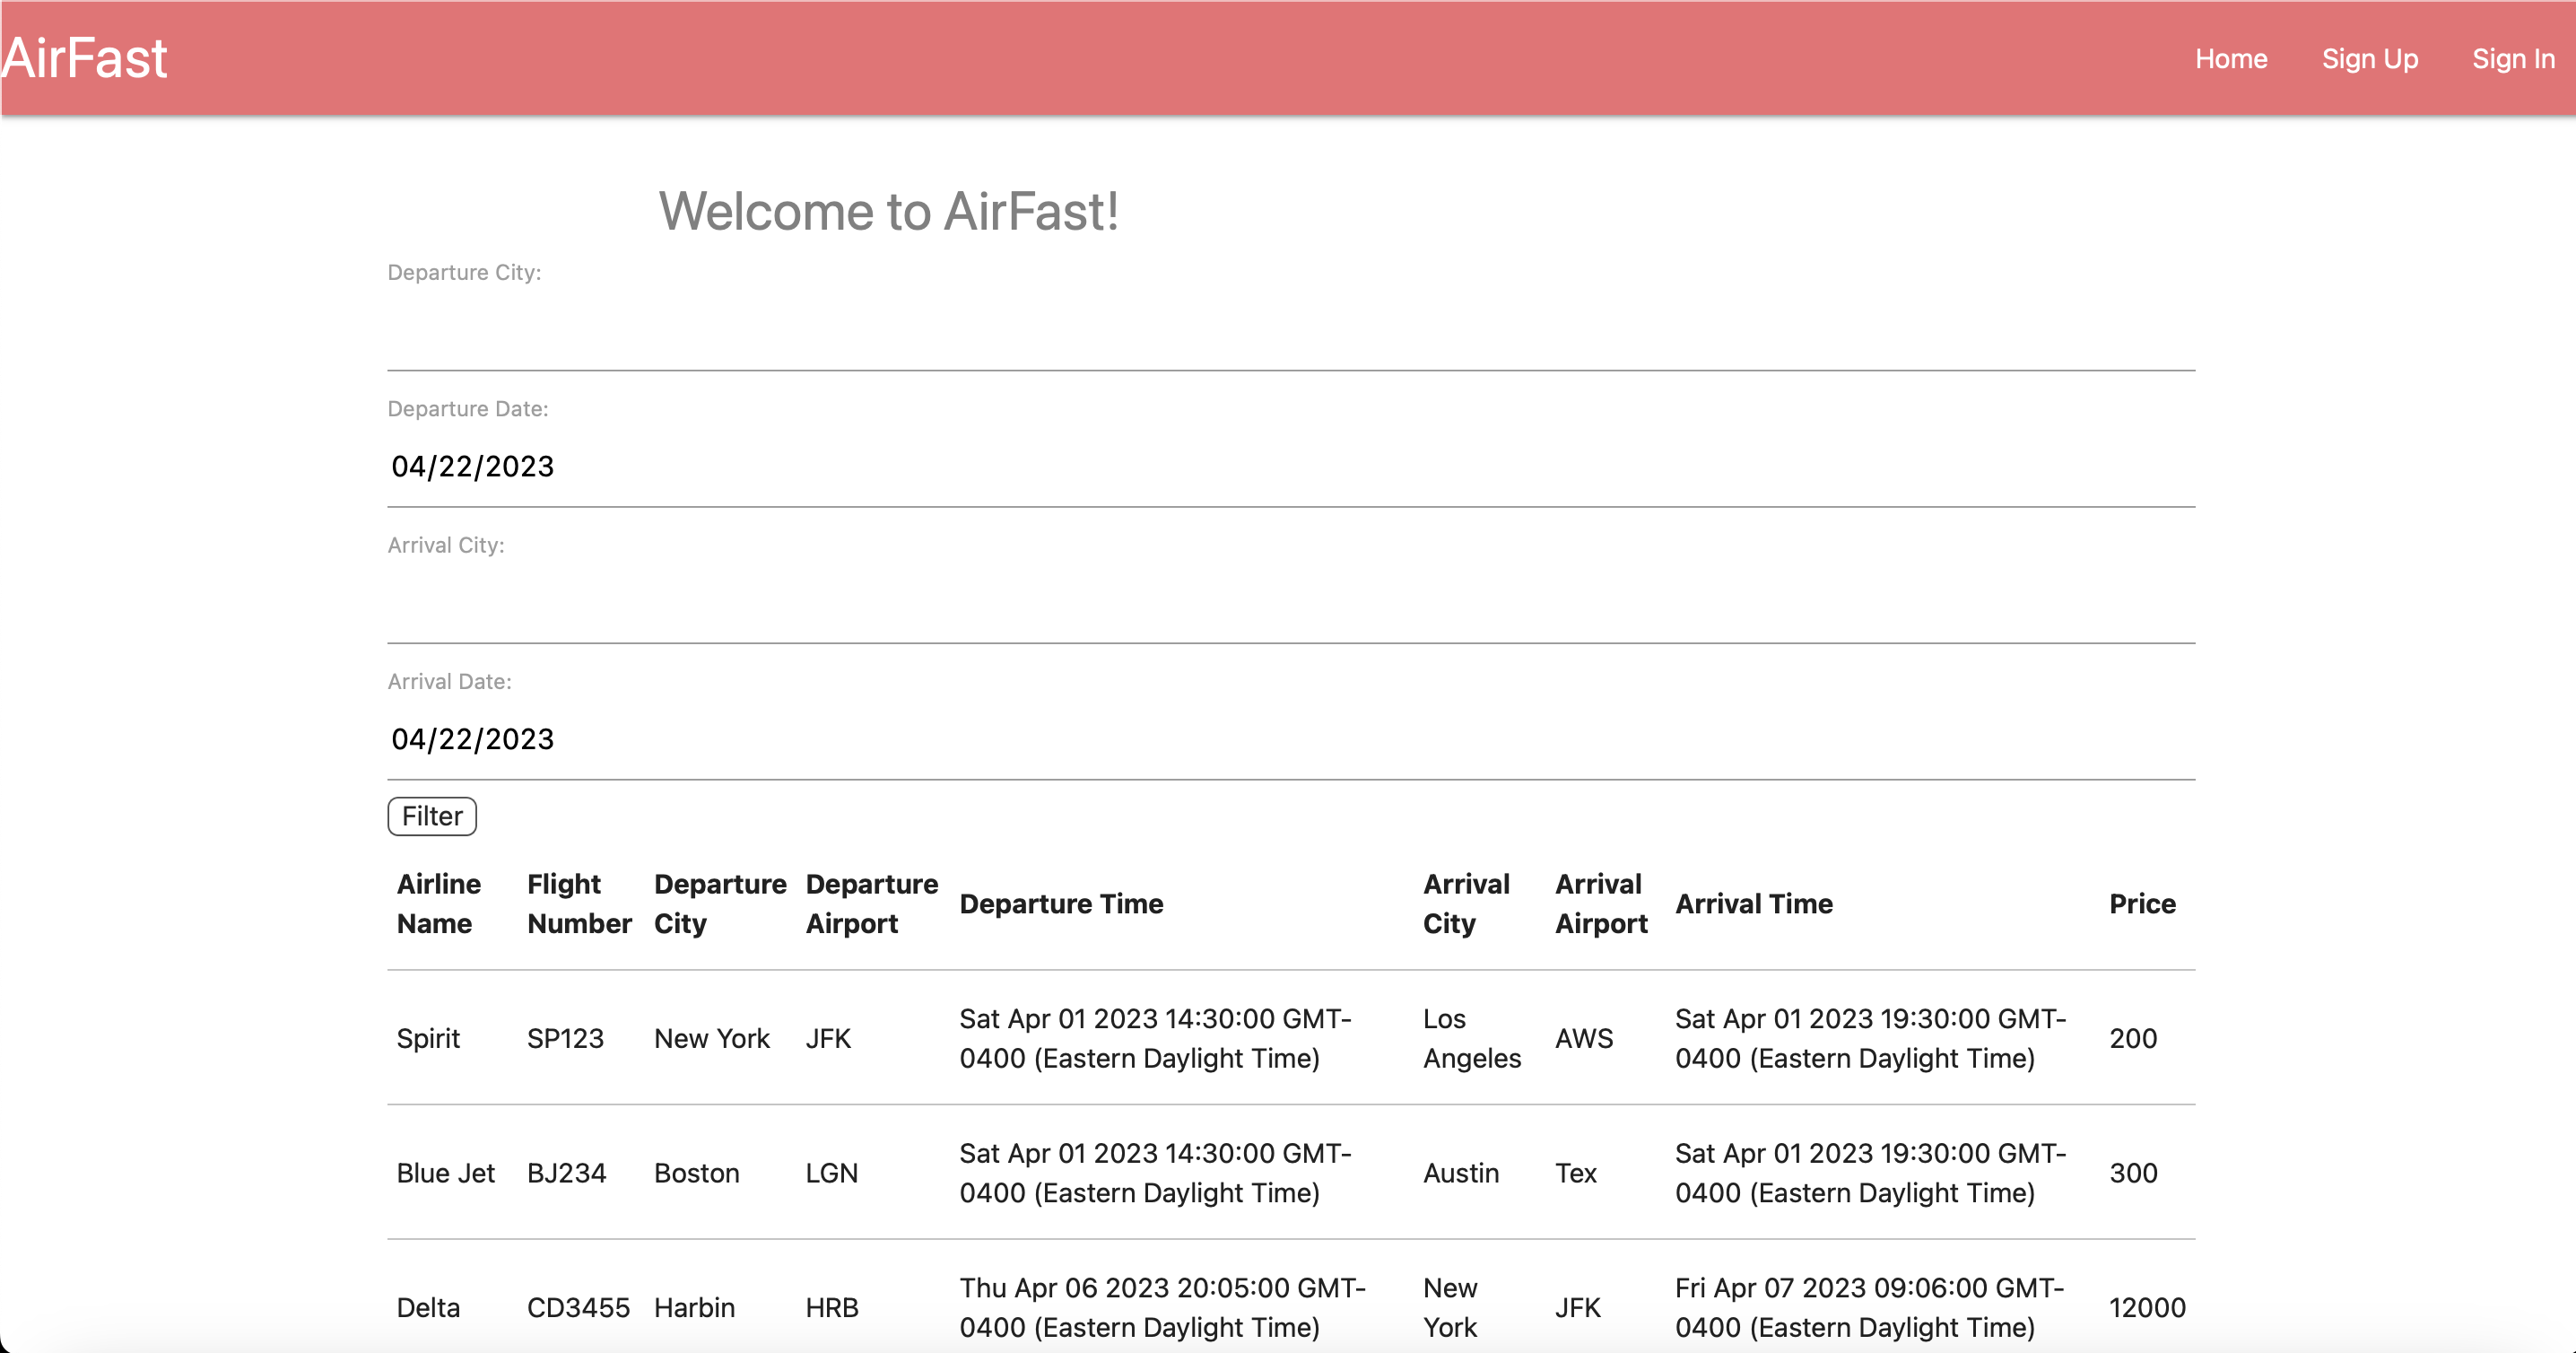 AirFast
Home Sign Up Sign In
Welcome to AirFast!
Departure City:
Departure Date:
04/22/2023
Arrival City:
Arrival Date:
04/22/2023
Filter
Airline Name Flight Number Departure City Departure Airport Departure Time Arrival City Arrival Airport Arrival Time Price
Spirit SP123 New York JFK Sat Apr 01 2023 14:30:00 GMT-0400 (Eastern Daylight Time) Los Angeles AWS Sat Apr 01 2023 19:30:00 GMT-0400 (Eastern Daylight Time) 200
Blue Jet BJ234 Boston LGN Sat Apr 01 2023 14:30:00 GMT-0400 (Eastern Daylight Time) Austin Tex Sat Apr 01 2023 19:30:00 GMT-0400 (Eastern Daylight Time) 300
Delta CD3455 Harbin HRB Thu Apr 06 2023 20:05:00 GMT-0400 (Eastern Daylight Time) New York JFK Fri Apr 07 2023 09:06:00 GMT-0400 (Eastern Daylight Time) 12000